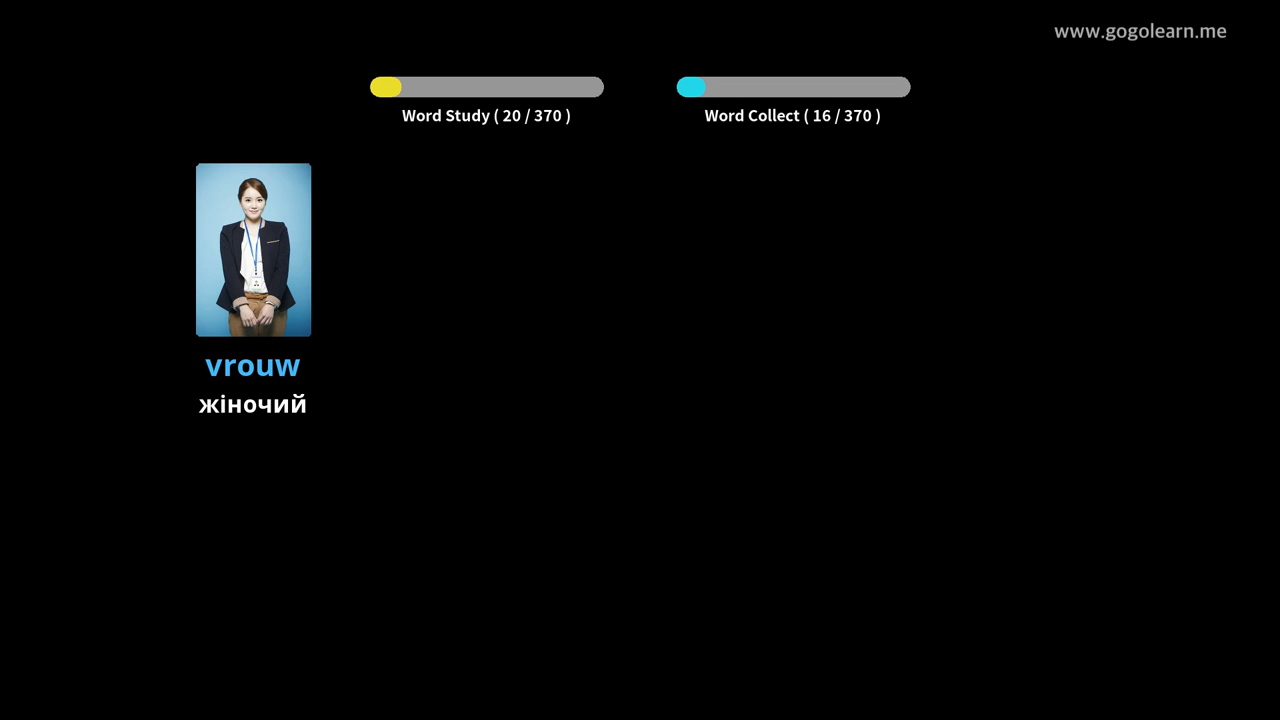 www.gogolearn.me
Word Study ( 20 / 370 )
Word Collect ( 16 / 370 )
vrouw
жіночий